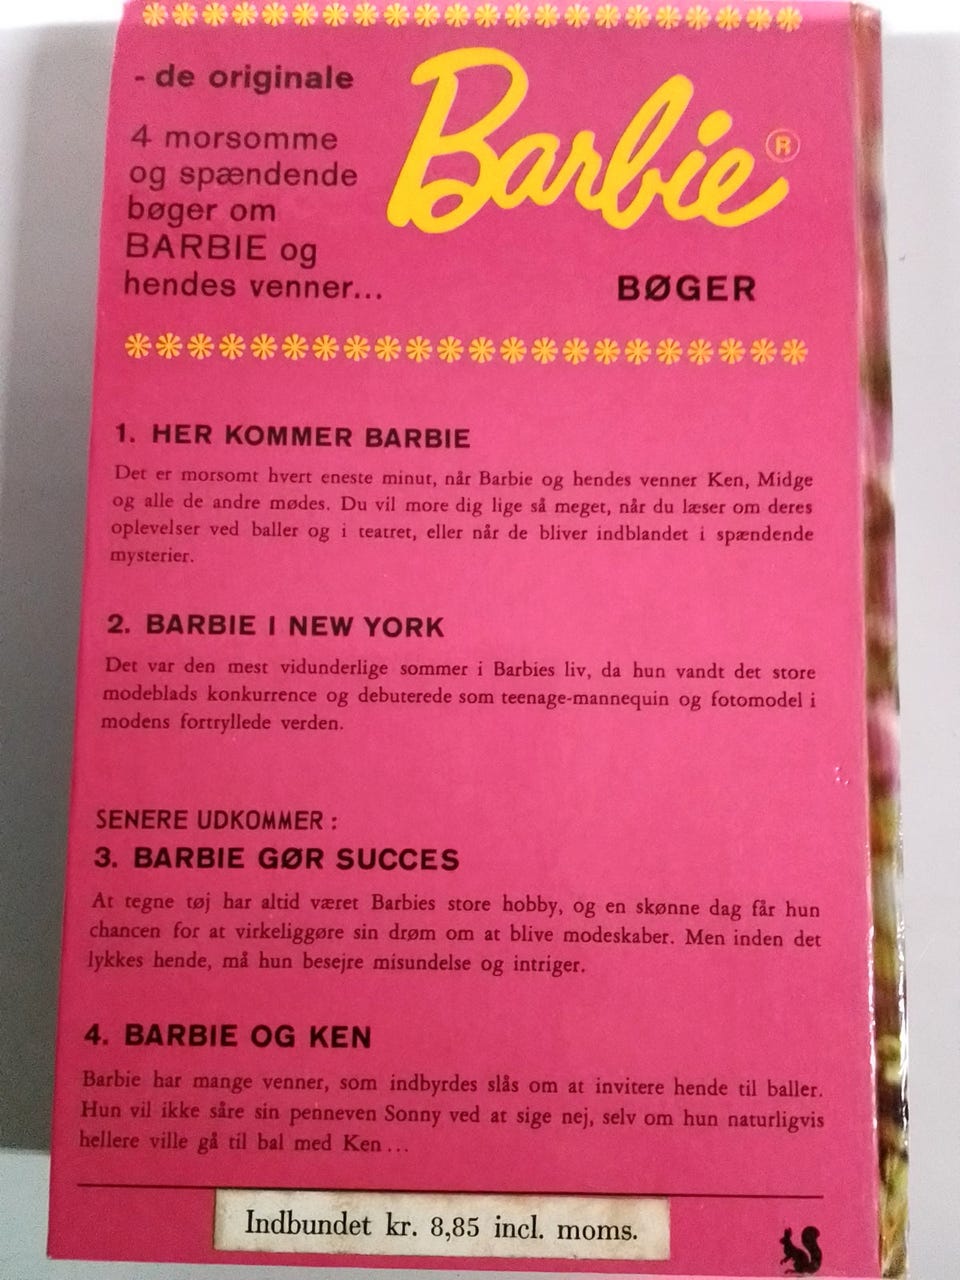 - de originale
Barbie®
4 morsomme
og spændende
bøger om
BARBIE og
hendes venner...
BØGER
1. HER KOMMER BARBIE
Det er morsomt hvert eneste minut, når Barbie og hendes venner Ken, Midge
og alle de andre mødes. Du vil more dig lige så meget, når du læser om deres
oplevelser ved baller og i teatret, eller når de bliver indblandet i spændende
mysterier.
2. BARBIE I NEW YORK
Det var den mest vidunderlige sommer i Barbies liv, da hun vandt det store
modeblads konkurrence og debuterede som teenage-mannequin og fotomodel i
modens fortryllede verden.
SENERE UDKOMMER :
3. BARBIE GØR SUCCES
At tegne tøj har altid været Barbies store hobby, og en skønne dag får hun
chancen for at virkeliggøre sin drøm om at blive modeskaber. Men inden det
lykkes hende, må hun besejre misundelse og intriger.
4. BARBIE OG KEN
Barbie har mange venner, som indbyrdes slås om at invitere hende til baller.
Hun vil ikke såre sin penneven Sonny ved at sige nej, selv om hun naturligvis
hellere ville gå til bal med Ken...
Indbundet kr. 8,85 incl. moms.